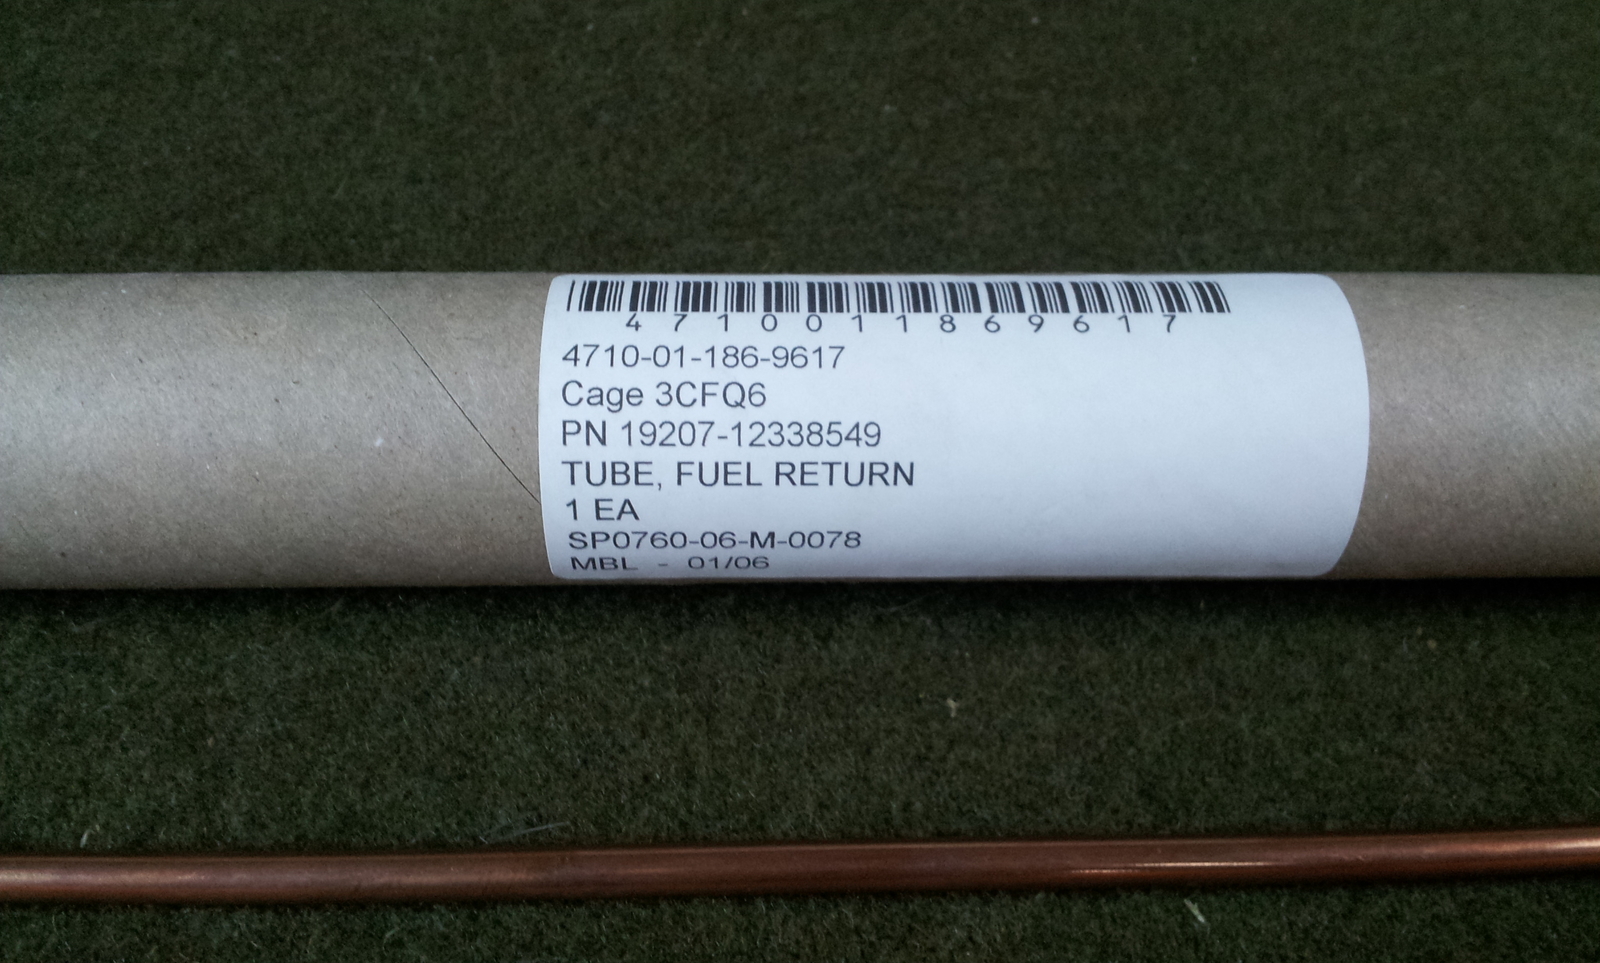 4710011869617
4710-01-186-9617
Cage 3CFQ6
PN 19207-12338549
TUBE, FUEL RETURN
1 EA
SP0760-06-M-0078
MBL - 01/06